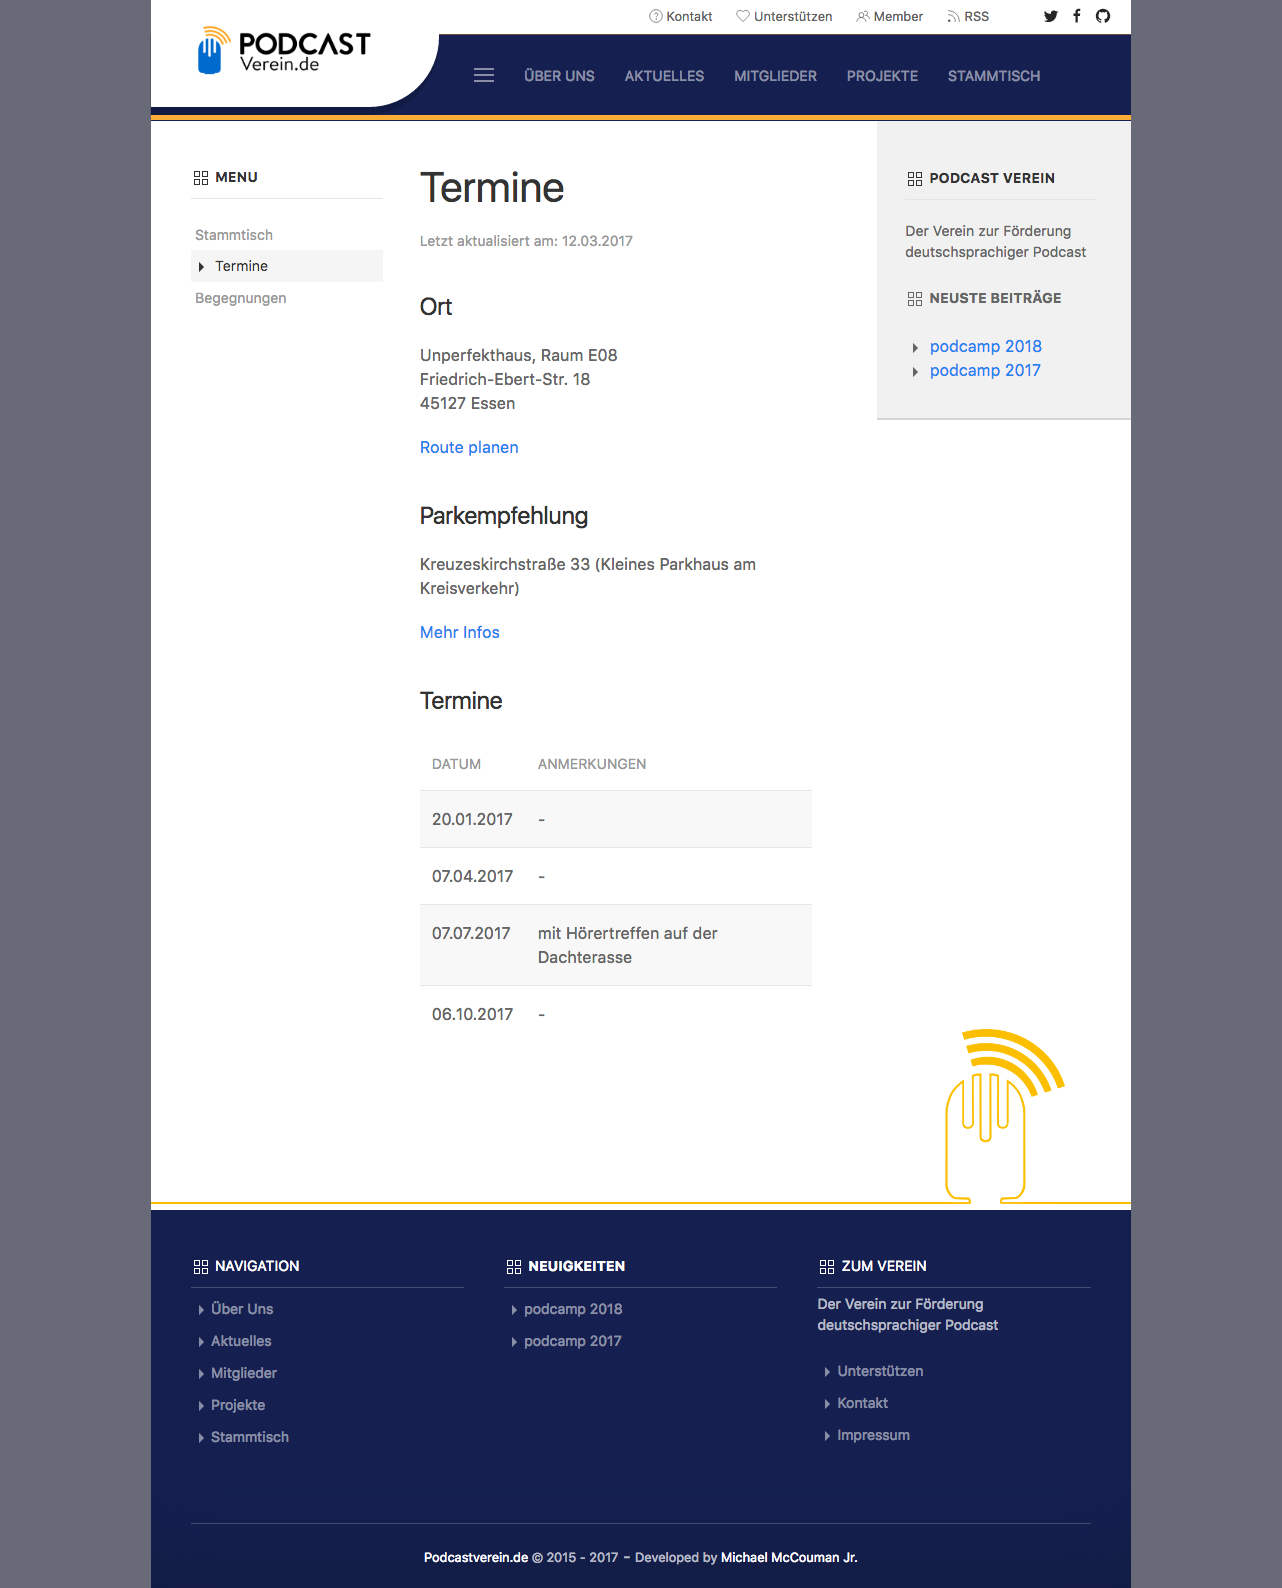 Kontakt Unterstützen Member RSS
PODCAST
Verein.de
ÜBER UNS AKTUELLES MITGLIEDER PROJEKTE STAMMTISCH
MENU
Stammtisch
Termine
Begegnungen
Termine
Letzt aktualisiert am: 12.03.2017
Ort
Unperfekthaus, Raum E08
Friedrich-Ebert-Str. 18
45127 Essen
Route planen
Parkempfehlung
Kreuzeskirchstraße 33 (Kleines Parkhaus am
Kreisverkehr)
Mehr Infos
Termine
DATUM ANMERKUNGEN
20.01.2017 -
07.04.2017 -
07.07.2017 mit Hörertreffen auf der
Dachterasse
06.10.2017 -
PODCAST VEREIN
Der Verein zur Förderung
deutschsprachiger Podcast
NEUSTE BEITRÄGE
podcamp 2018
podcamp 2017
NAVIGATION
Über Uns
Aktuelles
Mitglieder
Projekte
Stammtisch
NEUIGKEITEN
podcamp 2018
podcamp 2017
ZUM VEREIN
Der Verein zur Förderung
deutschsprachiger Podcast
Unterstützen
Kontakt
Impressum
Podcastverein.de © 2015 - 2017 – Developed by Michael McCouman Jr.